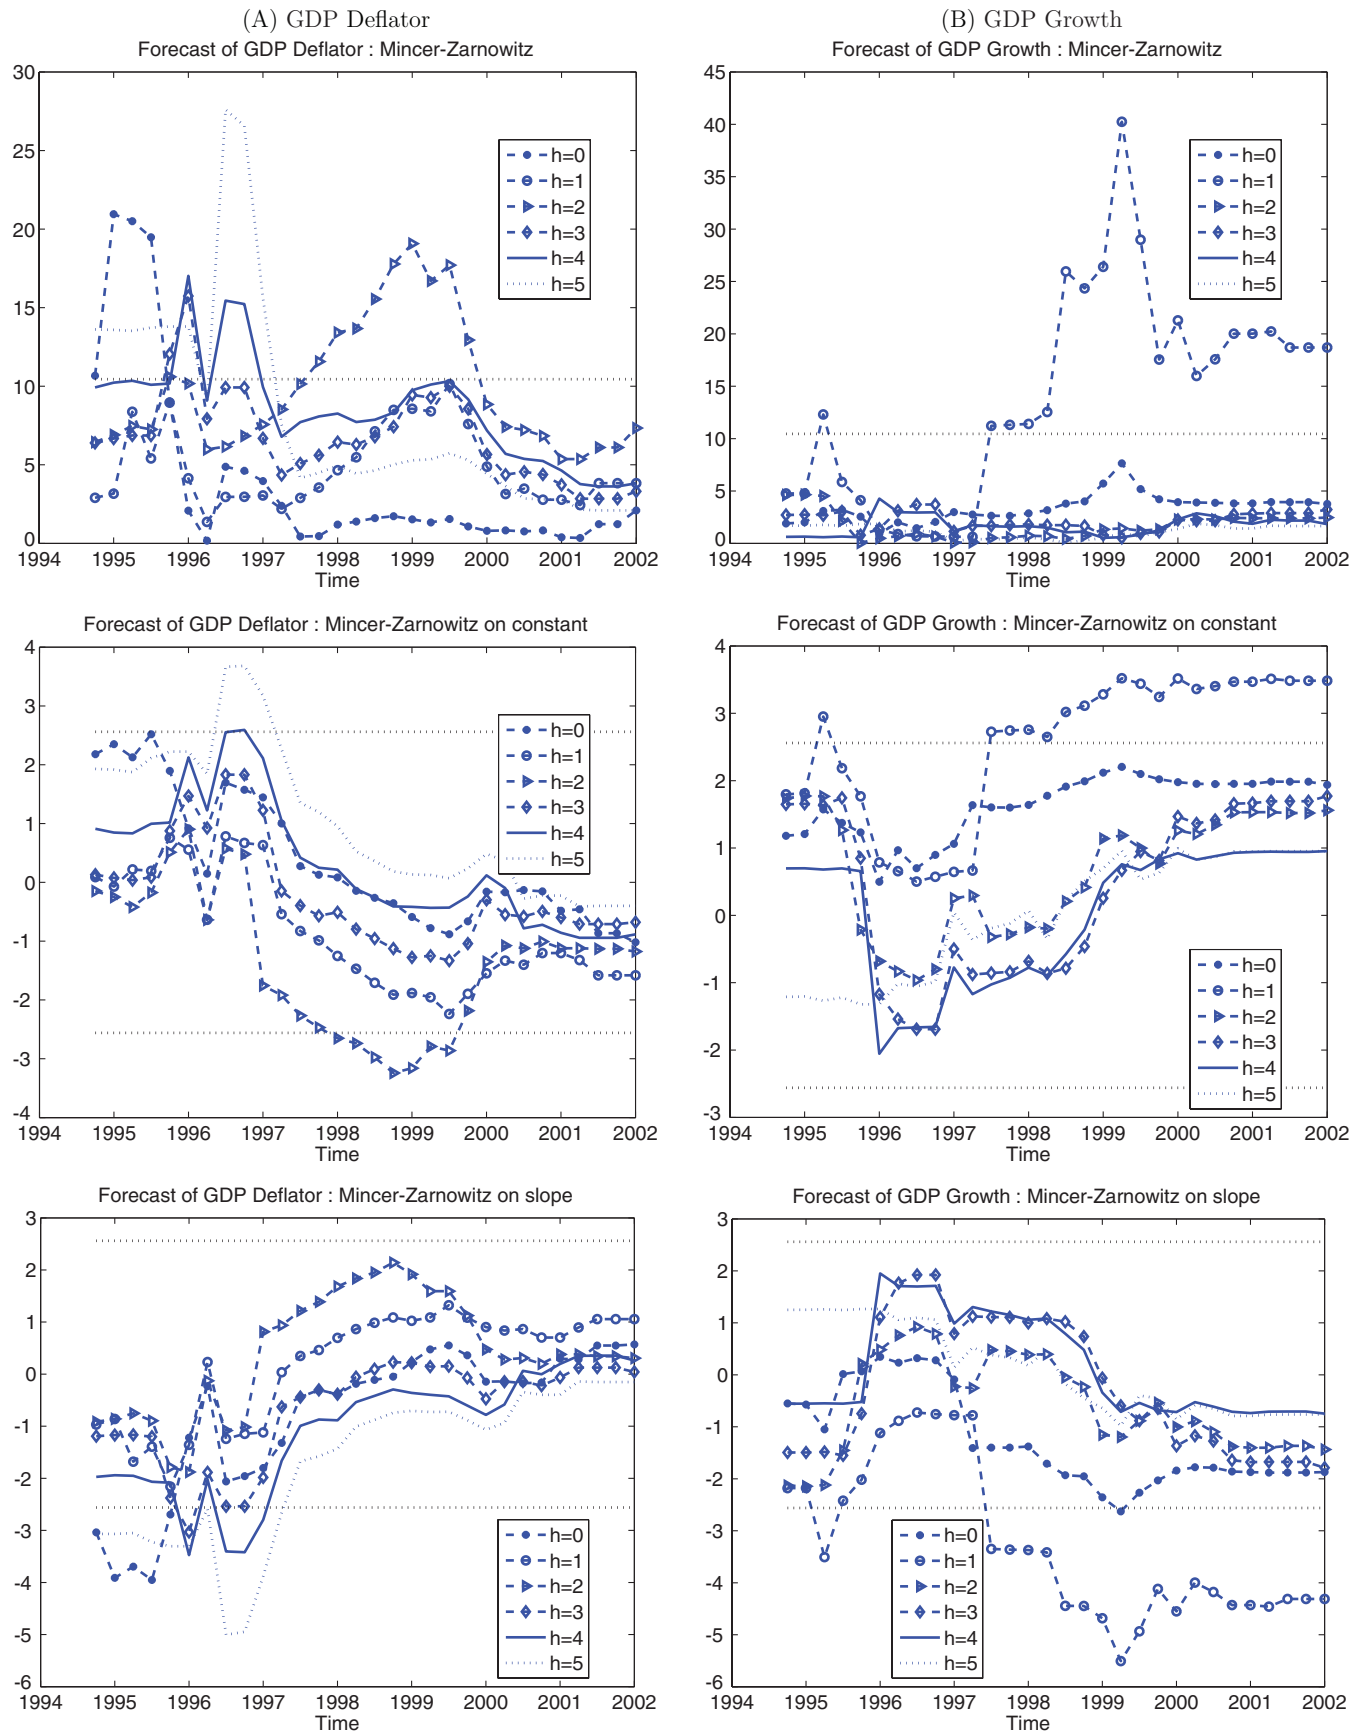 (A) GDP Deflator
(B) GDP Growth
Forecast of GDP Deflator : Mincer-Zarnowitz
30
25
20
15
10
5
0
h=0
h=1
h=2
h=3
h=4
h=5
1994 1995 1996 1997 1998 1999 2000 2001 2002
Time
Forecast of GDP Growth : Mincer-Zarnowitz
45
40
35
30
25
20
15
10
5
0
h=0
h=1
h=2
h=3
h=4
h=5
1994 1995 1996 1997 1998 1999 2000 2001 2002
Time
Forecast of GDP Deflator : Mincer-Zarnowitz on constant
4
3
2
1
0
-1
-2
-3
-4
h=0
h=1
h=2
h=3
h=4
h=5
1994 1995 1996 1997 1998 1999 2000 2001 2002
Time
Forecast of GDP Growth : Mincer-Zarnowitz on constant
4
3
2
1
0
-1
-2
-3
h=0
h=1
h=2
h=3
h=4
h=5
1994 1995 1996 1997 1998 1999 2000 2001 2002
Time
Forecast of GDP Deflator : Mincer-Zarnowitz on slope
3
2
1
0
-1
-2
-3
-4
-5
-6
h=0
h=1
h=2
h=3
h=4
h=5
1994 1995 1996 1997 1998 1999 2000 2001 2002
Time
Forecast of GDP Growth : Mincer-Zarnowitz on slope
3
2
1
0
-1
-2
-3
-4
-5
-6
h=0
h=1
h=2
h=3
h=4
h=5
1994 1995 1996 1997 1998 1999 2000 2001 2002
Time